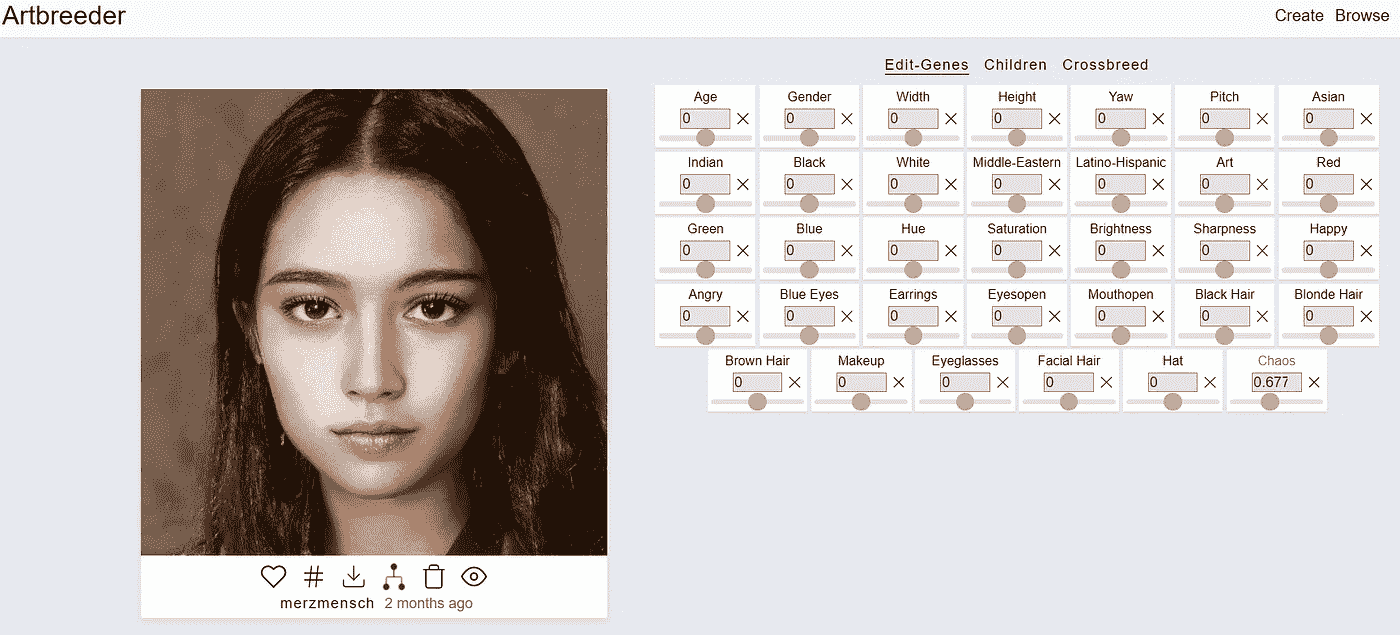 Artbreeder
Create Browse
Edit-Genes Children Crossbreed
Age Gender Width Height Yaw Pitch Asian
0 0 0 0 0 0 0
Indian Black White Middle-Eastern Latino-Hispanic Art Red
0 0 0 0 0 0 0
Green Blue Hue Saturation Brightness Sharpness Happy
0 0 0 0 0 0 0
Angry Blue Eyes Earrings Eyesopen Mouthopen Black Hair Blonde Hair
0 0 0 0 0 0 0
Brown Hair Makeup Eyeglasses Facial Hair Hat Chaos
0 0 0 0 0 0.677
merzmensch 2 months ago